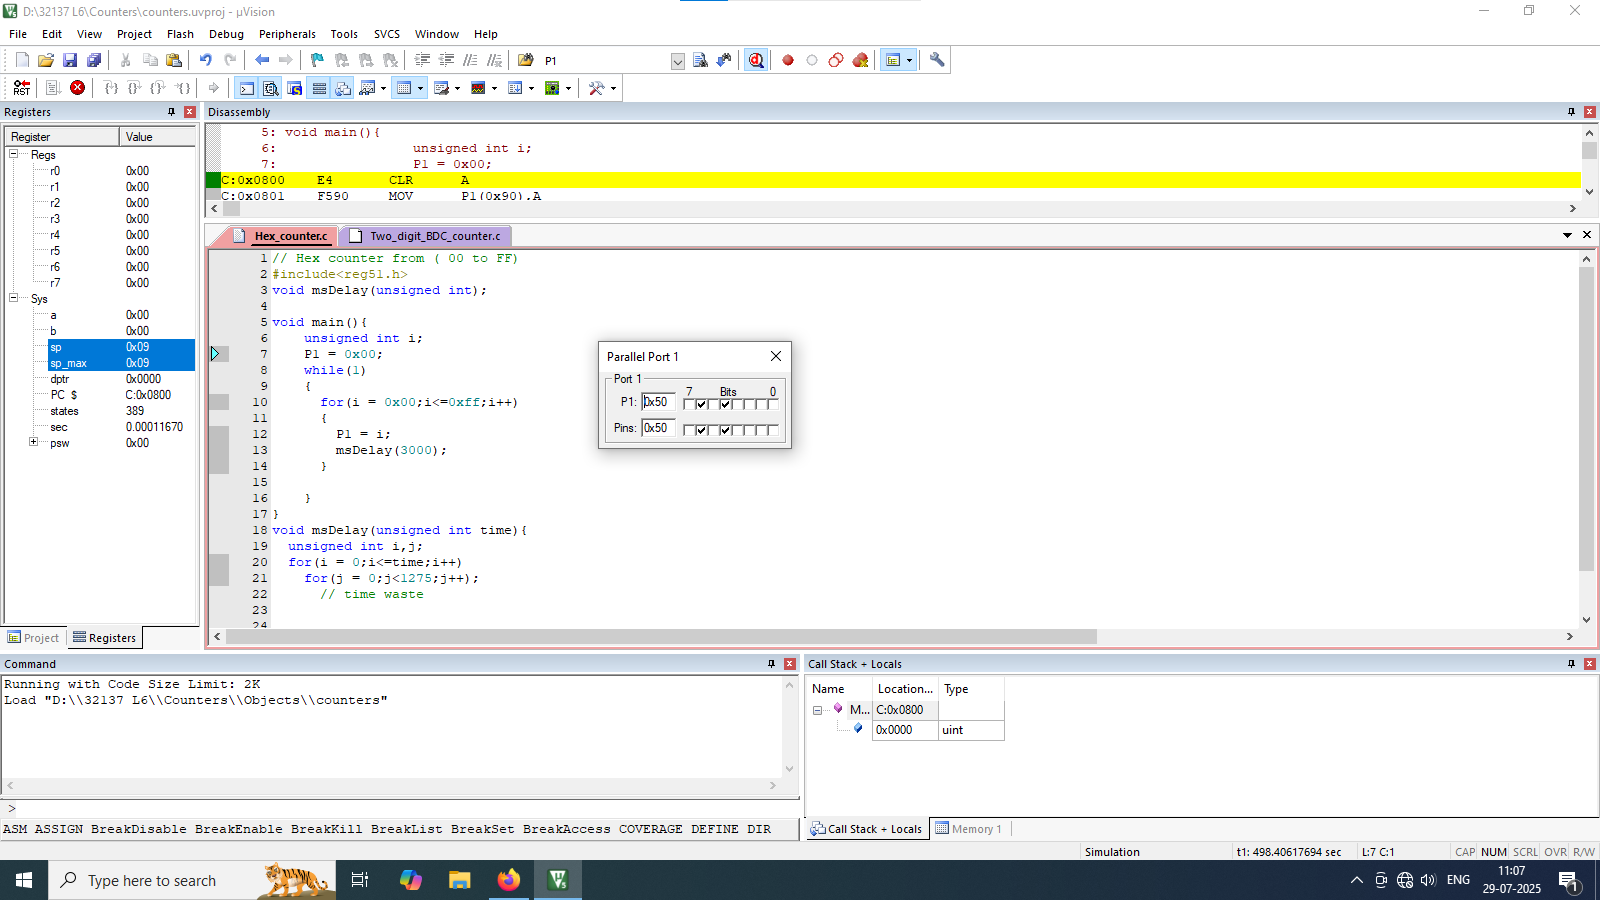 D:\32137 L6\Counters\counters.uvproj - µVision
File Edit View Project Flash Debug Peripherals Tools SVCS Window Help
P1
RST
Registers
Register Value
Regs
r0 0x00
r1 0x00
r2 0x00
r3 0x00
r4 0x00
r5 0x00
r6 0x00
r7 0x00
Sys
a 0x00
b 0x00
sp 0x09
sp_max 0x09
dptr 0x0000
PC $ C:0x0800
states 389
sec 0.00011670
psw 0x00
Project Registers
Disassembly
5: void main(){
6: unsigned int i;
7: P1 = 0x00;
C:0x0800 E4 CLR A
C:0x0801 F590 MOV P1(0x90),A
Hex_counter.c Two_digit_BDC_counter.c
1 // Hex counter from ( 00 to FF)
2 #include<reg51.h>
3 void msDelay(unsigned int);
4
5 void main(){
6 unsigned int i;
7 P1 = 0x00;
8 while(1)
9 {
10 for(i = 0x00;i<=0xff;i++)
11 {
12 P1 = i;
13 msDelay(3000);
14 }
15
16 }
17 }
18 void msDelay(unsigned int time){
19 unsigned int i,j;
20 for(i = 0;i<=time;i++)
21 for(j = 0;j<1275;j++);
22 // time waste
23
24
Parallel Port 1
Port 1
7 Bits 0
P1: 0x50
Pins: 0x50
Command
Running with Code Size Limit: 2K
Load "D:\\32137 L6\\Counters\\Objects\\counters"
>
ASM ASSIGN BreakDisable BreakEnable BreakKill BreakList BreakSet BreakAccess COVERAGE DEFINE DIR
Call Stack + Locals
Name Location... Type
M... C:0x0800
0x0000 uint
Call Stack + Locals Memory 1
Simulation t1: 498.40617694 sec L:7 C:1 CAP NUM SCRL OVR R/W
Type here to search
ENG
11:07
29-07-2025
1